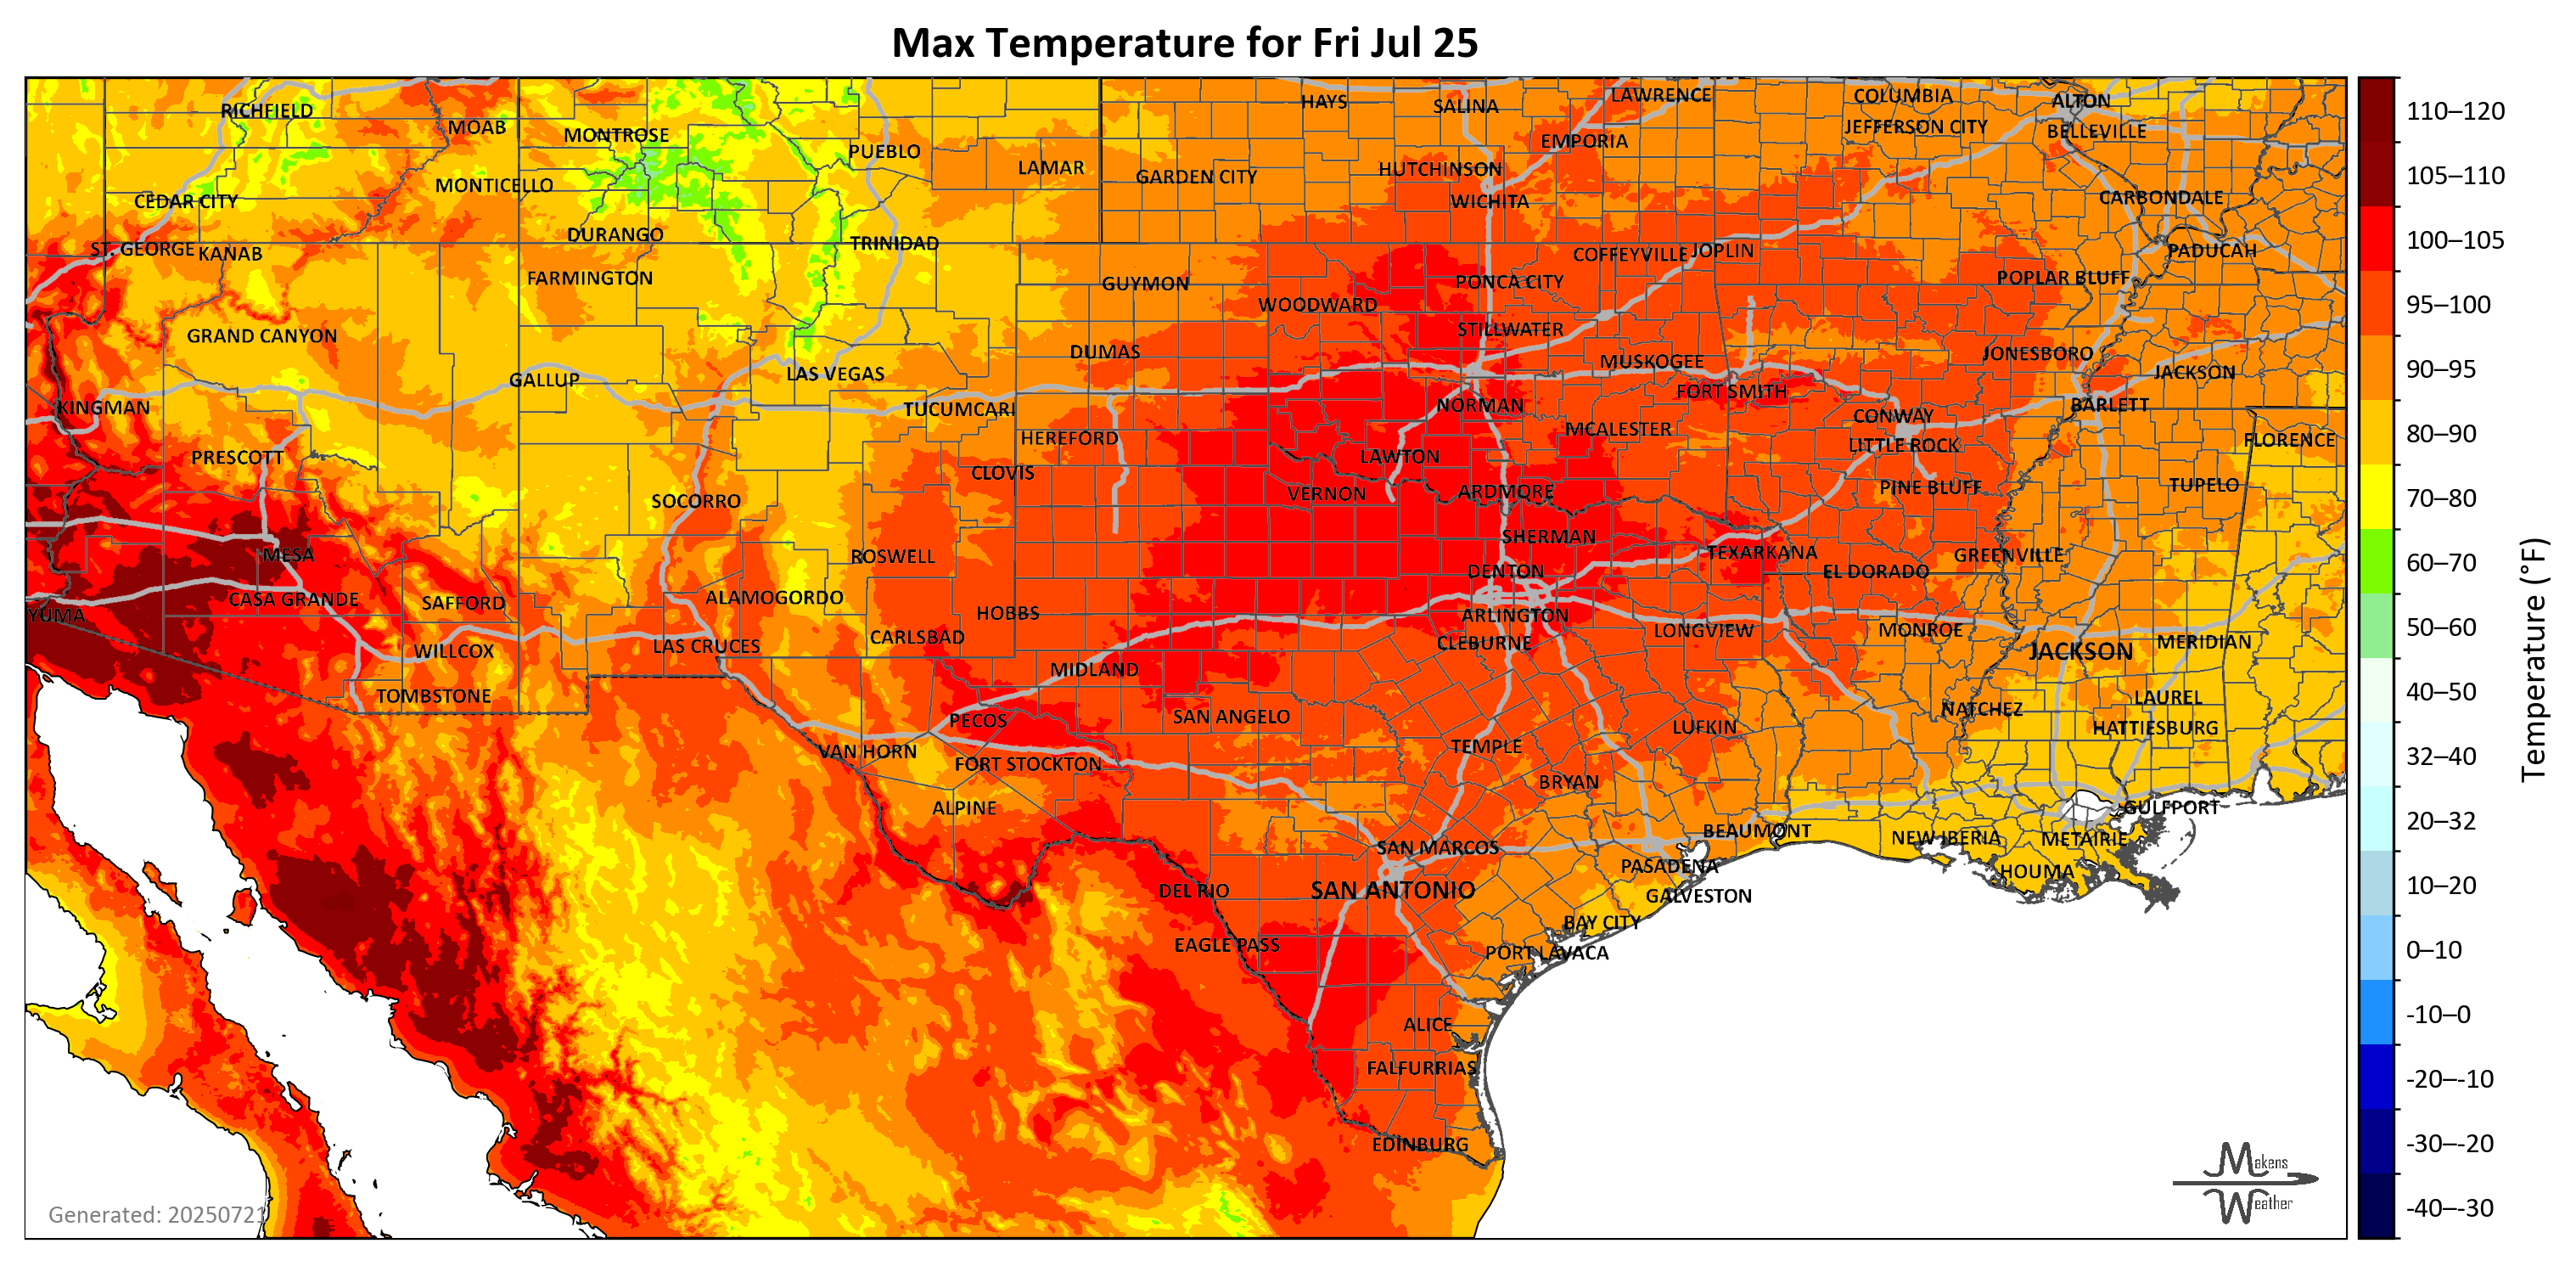 Max Temperature for Fri Jul 25
RICHFIELD
MOAB
MONTROSE
PUEBLO
LAMAR
HAYS
SALINA
LAWRENCE
COLUMBIA
ALTON
EMPORIA
JEFFERSON CITY
BELLEVILLE
MONTICELLO
GARDEN CITY
HUTCHINSON
CEDAR CITY
WICHITA
CARBONDALE
ST. GEORGE
KANAB
DURANGO
TRINIDAD
COFFEYVILLE
JOPLIN
PADUCAH
FARMINGTON
GUYMON
PONCA CITY
POPLAR BLUFF
WOODWARD
GRAND CANYON
STILLWATER
DUMAS
MUSKOGEE
JONESBORO
GALLUP
LAS VEGAS
FORT SMITH
JACKSON
KINGMAN
TUCUMCARI
NORMAN
CONWAY
BARLETT
HEREFORD
MCALESTER
LITTLE ROCK
FLORENCE
PRESCOTT
CLOVIS
LAWTON
SOCORRO
VERNON
ARDMORE
PINE BLUFF
TUPELO
MESA
ROSWELL
SHERMAN
TEXARKANA
GREENVILLE
DENTON
EL DORADO
YUMA
CASA GRANDE
SAFFORD
ALAMOGORDO
HOBBS
ARLINGTON
WILLCOX
LAS CRUCES
CARLSBAD
CLEBURNE
LONGVIEW
MONROE
JACKSON
MERIDIAN
MIDLAND
TOMBSTONE
PECOS
SAN ANGELO
NATCHEZ
LAUREL
VAN HORN
FORT STOCKTON
TEMPLE
LUFKIN
HATTIESBURG
ALPINE
BRYAN
GULFPORT
SAN MARCOS
BEAUMONT
NEW IBERIA
METAIRIE
DEL RIO
SAN ANTONIO
PASADENA
HOUMA
GALVESTON
EAGLE PASS
BAY CITY
PORT LAVACA
ALICE
FALFURRIAS
EDINBURG
Generated: 20250721
Makens
Weather
110–120
105–110
100–105
95–100
90–95
80–90
70–80
60–70
50–60
40–50
32–40
20–32
10–20
0–10
-10–0
-20–-10
-30–-20
-40–-30
Temperature (°F)